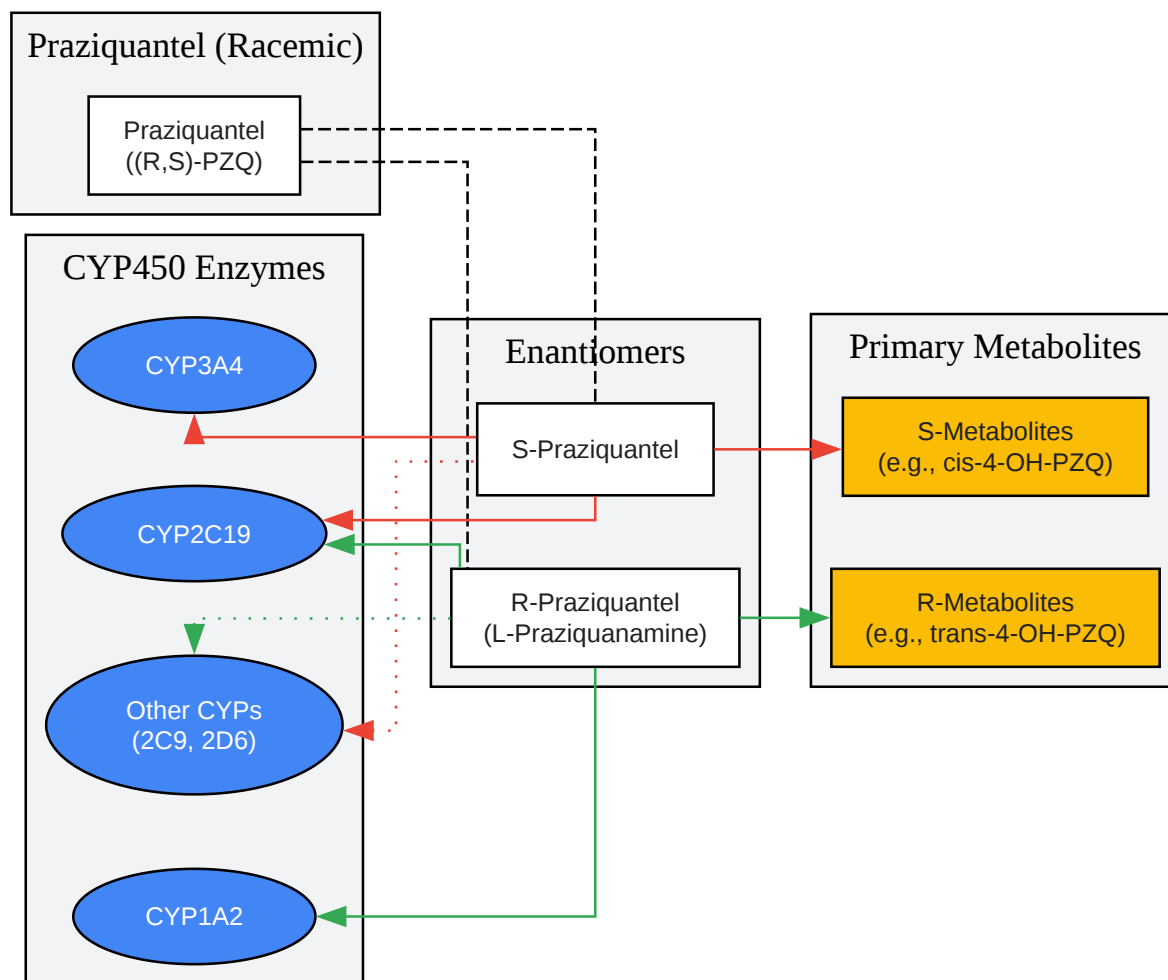 Praziquantel (Racemic)
Praziquantel
((R,S)-PZQ)
CYP450 Enzymes
CYP3A4
CYP2C19
Other CYPs
(2C9, 2D6)
CYP1A2
Enantiomers
S-Praziquantel
R-Praziquantel
(L-Praziquanamine)
Primary Metabolites
S-Metabolites
(e.g., cis-4-OH-PZQ)
R-Metabolites
(e.g., trans-4-OH-PZQ)